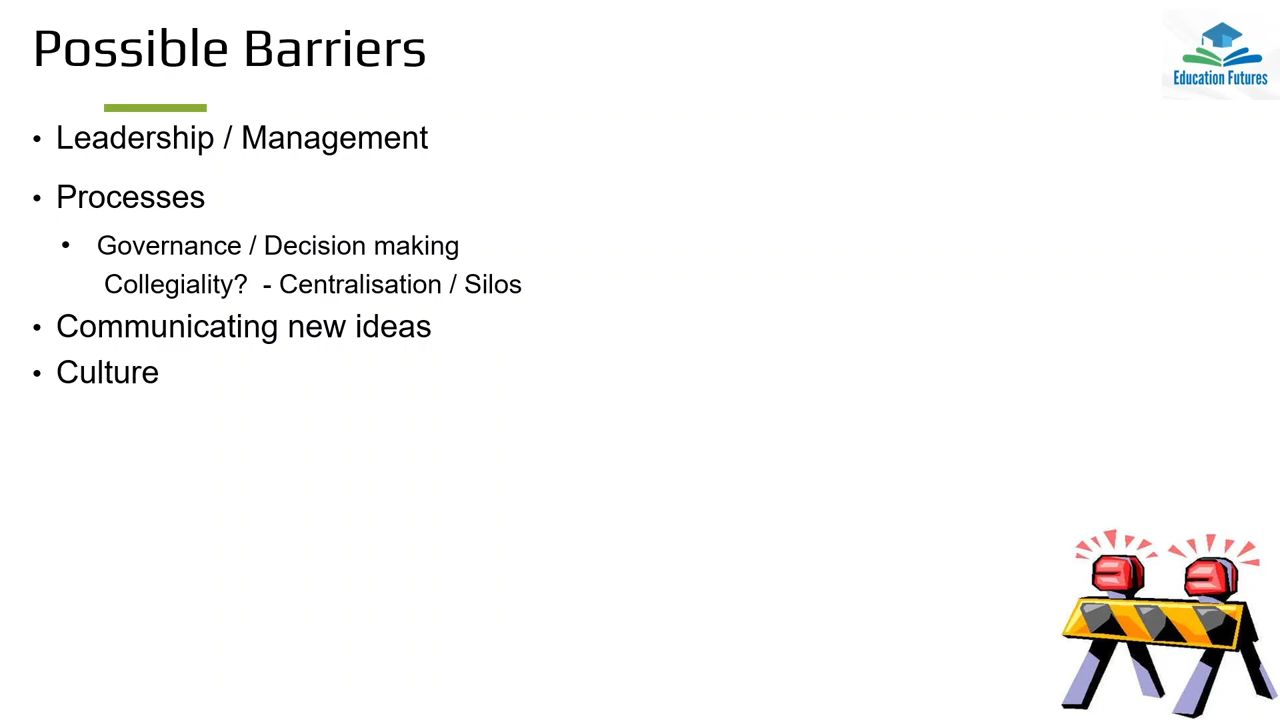 Possible Barriers
Education Futures
• Leadership / Management
• Processes
• Governance / Decision making
Collegiality? - Centralisation / Silos
• Communicating new ideas
• Culture